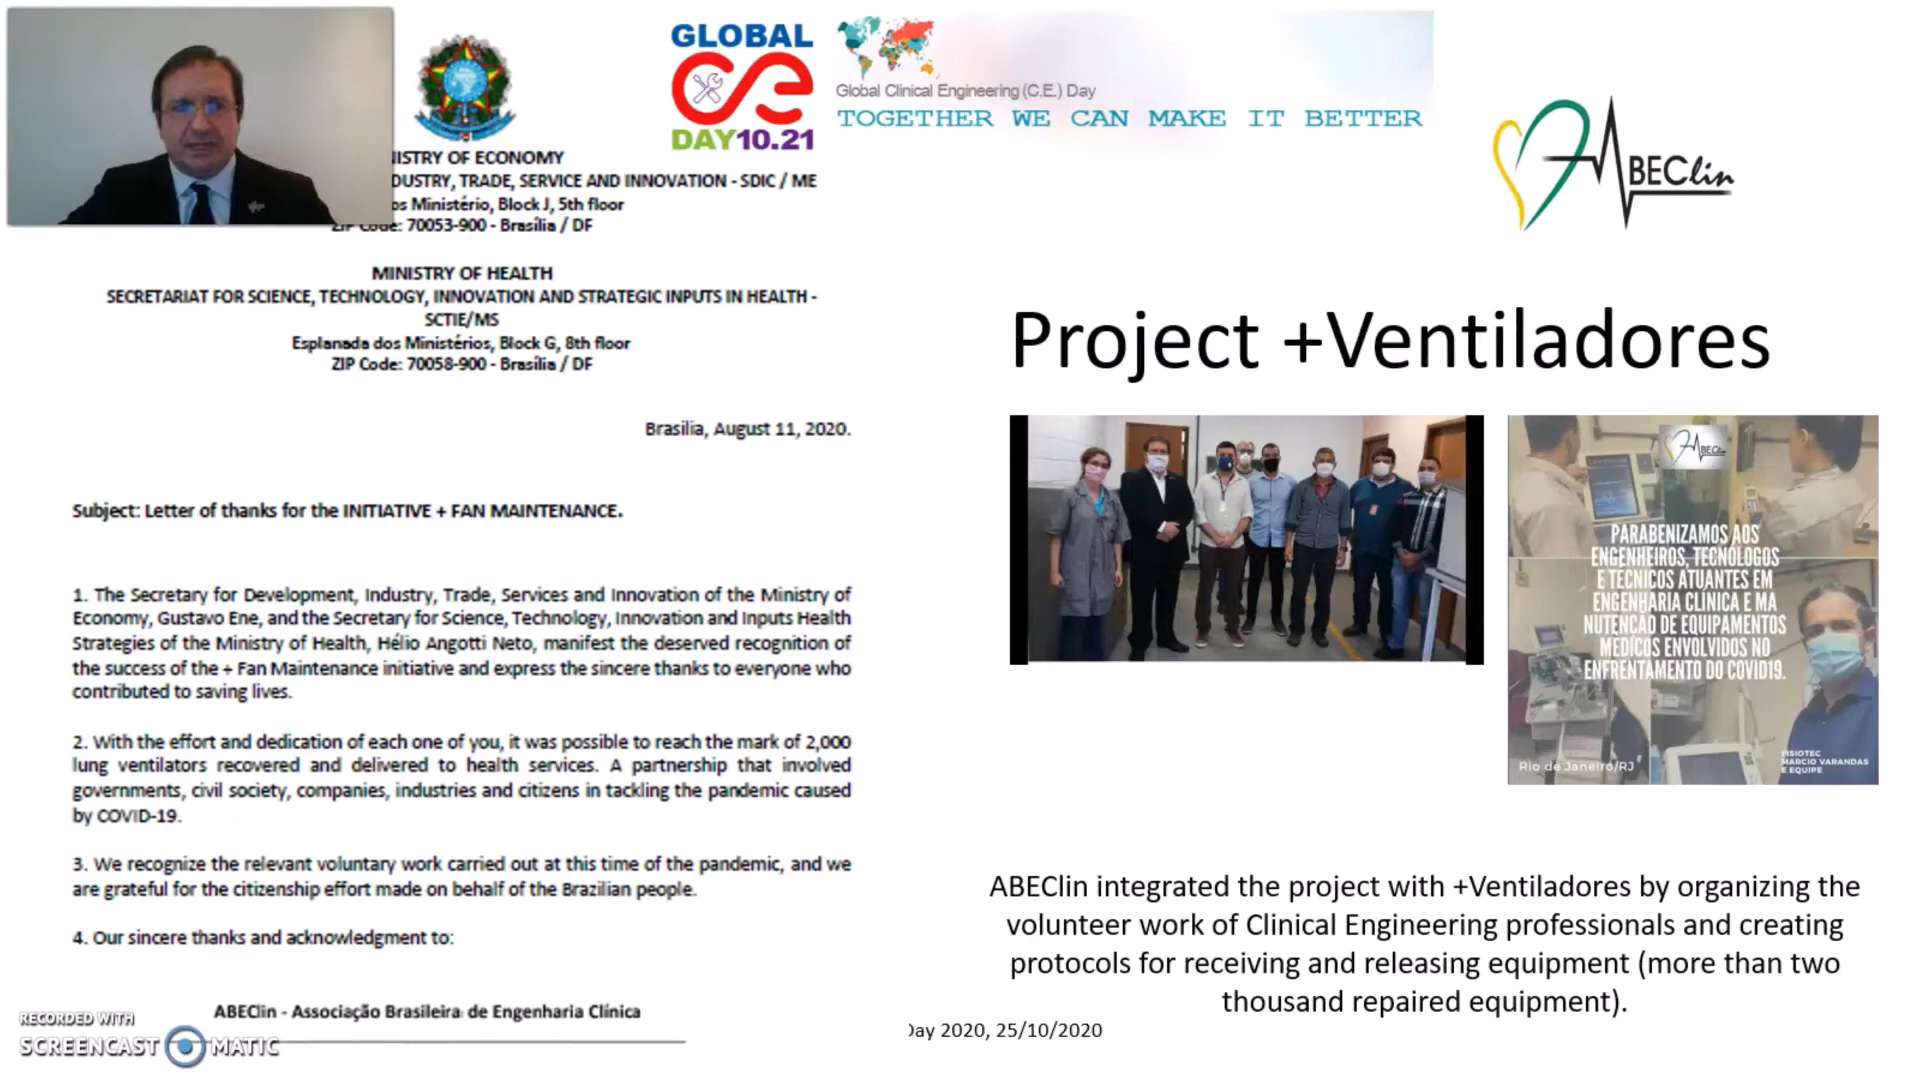 GLOBAL
DAY10.21
Global Clinical Engineering (C.E.) Day
TOGETHER WE CAN MAKE IT BETTER
ABEClin
OF ECONOMY
TRADE, SERVICE AND INNOVATION - SDIC / ME
Ministério, Block J, 5th floor
ZIP Code: 70053-900 - Brasília / DF
MINISTRY OF HEALTH
SECRETARIAT FOR SCIENCE, TECHNOLOGY, INNOVATION AND STRATEGIC INPUTS IN HEALTH -
SCTIE/MS
Esplanada dos Ministérios, Block G, 8th floor
ZIP Code: 70058-900 - Brasília / DF
Brasilia, August 11, 2020.
Subject: Letter of thanks for the INITIATIVE + FAN MAINTENANCE.
1. The Secretary for Development, Industry, Trade, Services and Innovation of the Ministry of
Economy, Gustavo Ene, and the Secretary for Science, Technology, Innovation and Inputs Health
Strategies of the Ministry of Health, Hélio Angotti Neto, manifest the deserved recognition of
the success of the + Fan Maintenance initiative and express the sincere thanks to everyone who
contributed to saving lives.
2. With the effort and dedication of each one of you, it was possible to reach the mark of 2,000
lung ventilators recovered and delivered to health services. A partnership that involved
governments, civil society, companies, industries and citizens in tackling the pandemic caused
by COVID-19.
3. We recognize the relevant voluntary work carried out at this time of the pandemic, and we
are grateful for the citizenship effort made on behalf of the Brazilian people.
4. Our sincere thanks and acknowledgment to:
ABEClin - Associação Brasileira de Engenharia Clínica
RECORDED WITH
SCREENCAST MATIC
Project +Ventiladores
ABEClin
PARABENIZAMOS AOS
ENGENHEIROS, TECNÓLOGOS
E TÉCNICOS ATUANTES EM
ENGENHARIA CLÍNICA E MA
NUTENCÃO DE EQUIPAMENTOS
MÉDICOS ENVOLVIDOS NO
ENFRENTAMENTO DO COVID19.
Rio de Janeiro/RJ
FISIOTEC
MARCIO VARANDAS
E EQUIPE
ABEClin integrated the project with +Ventiladores by organizing the
volunteer work of Clinical Engineering professionals and creating
protocols for receiving and releasing equipment (more than two
thousand repaired equipment).
Day 2020, 25/10/2020